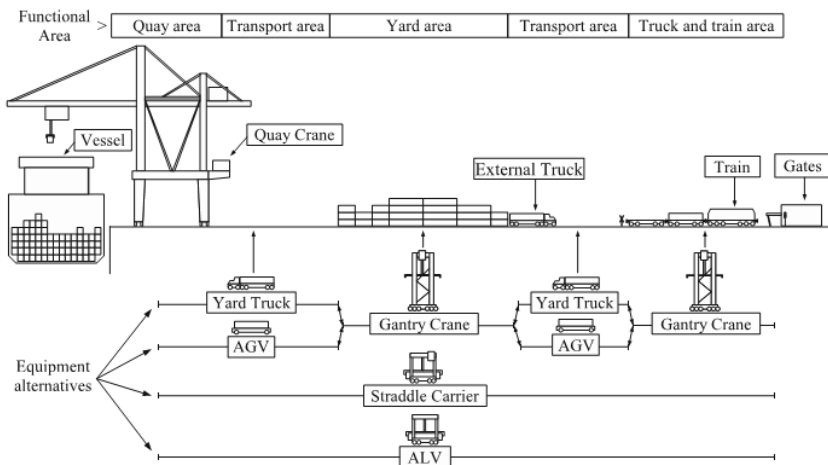 Functional
Area
>
Quay area
Transport area
Yard area
Transport area
Truck and train area
Vessel
Quay Crane
External Truck
Train
Gates
Yard Truck
Gantry Crane
Yard Truck
Gantry Crane
AGV
AGV
Equipment
alternatives
Straddle Carrier
ALV